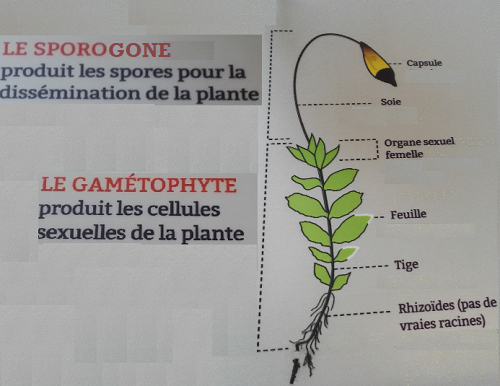 LE SPOROGONE
produit les spores pour la
dissémination de la plante
Capsule
Soie
Organe sexuel
femelle
LE GAMÉTOPHYTE
produit les cellules
sexuelles de la plante
Feuille
Tige
Rhizoïdes (pas de
vraies racines)